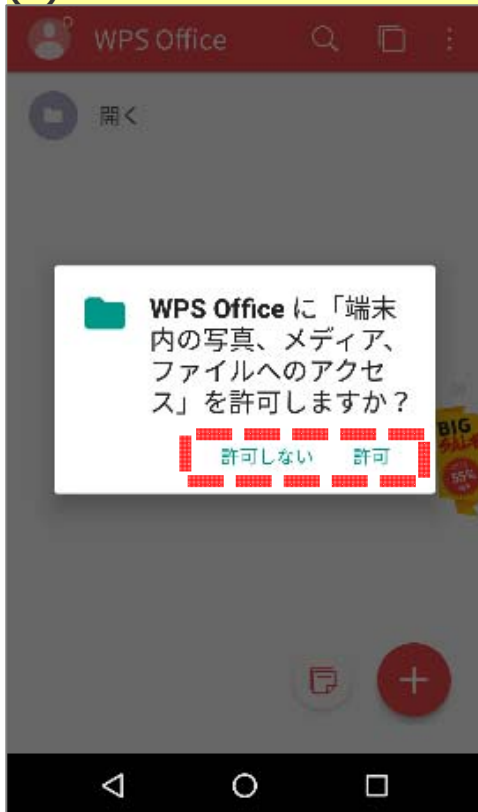 WPS Office
開く
WPS Office に「端末
内の写真、メディア、
ファイルへのアクセ
ス」を許可しますか？
許可しない 許可
BIG
SALE
55%